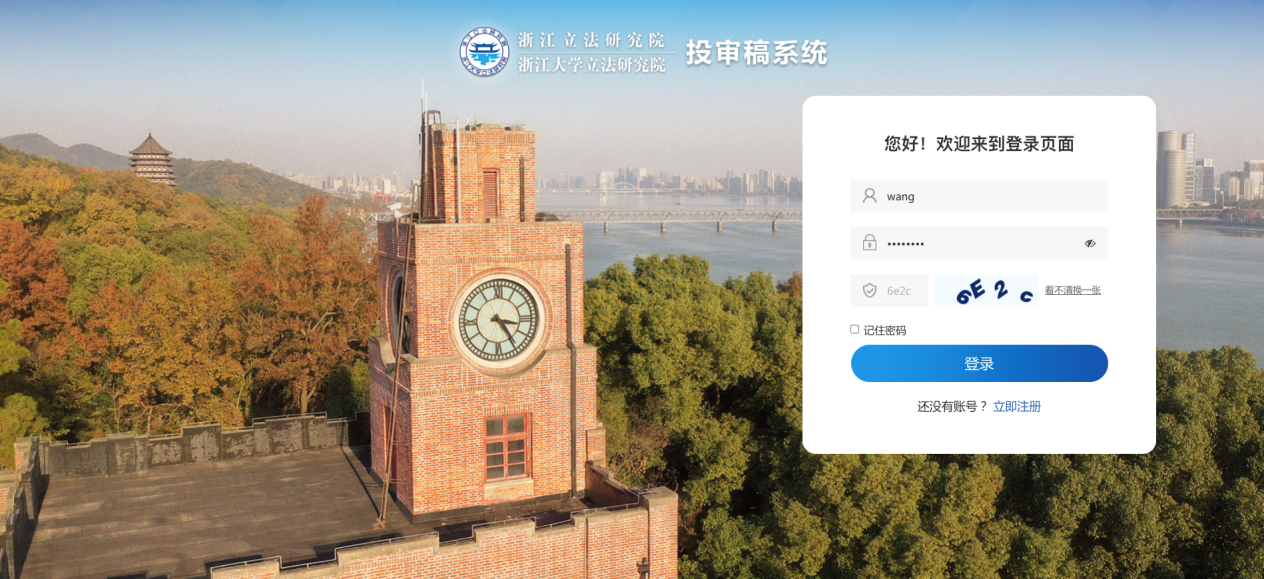 浙江立法研究院
浙江大学立法研究院
投审稿系统
您好！欢迎来到登录页面
wang
••••••••
6e2c
6E2c
看不清换一张
记住密码
登录
还没有账号？立即注册